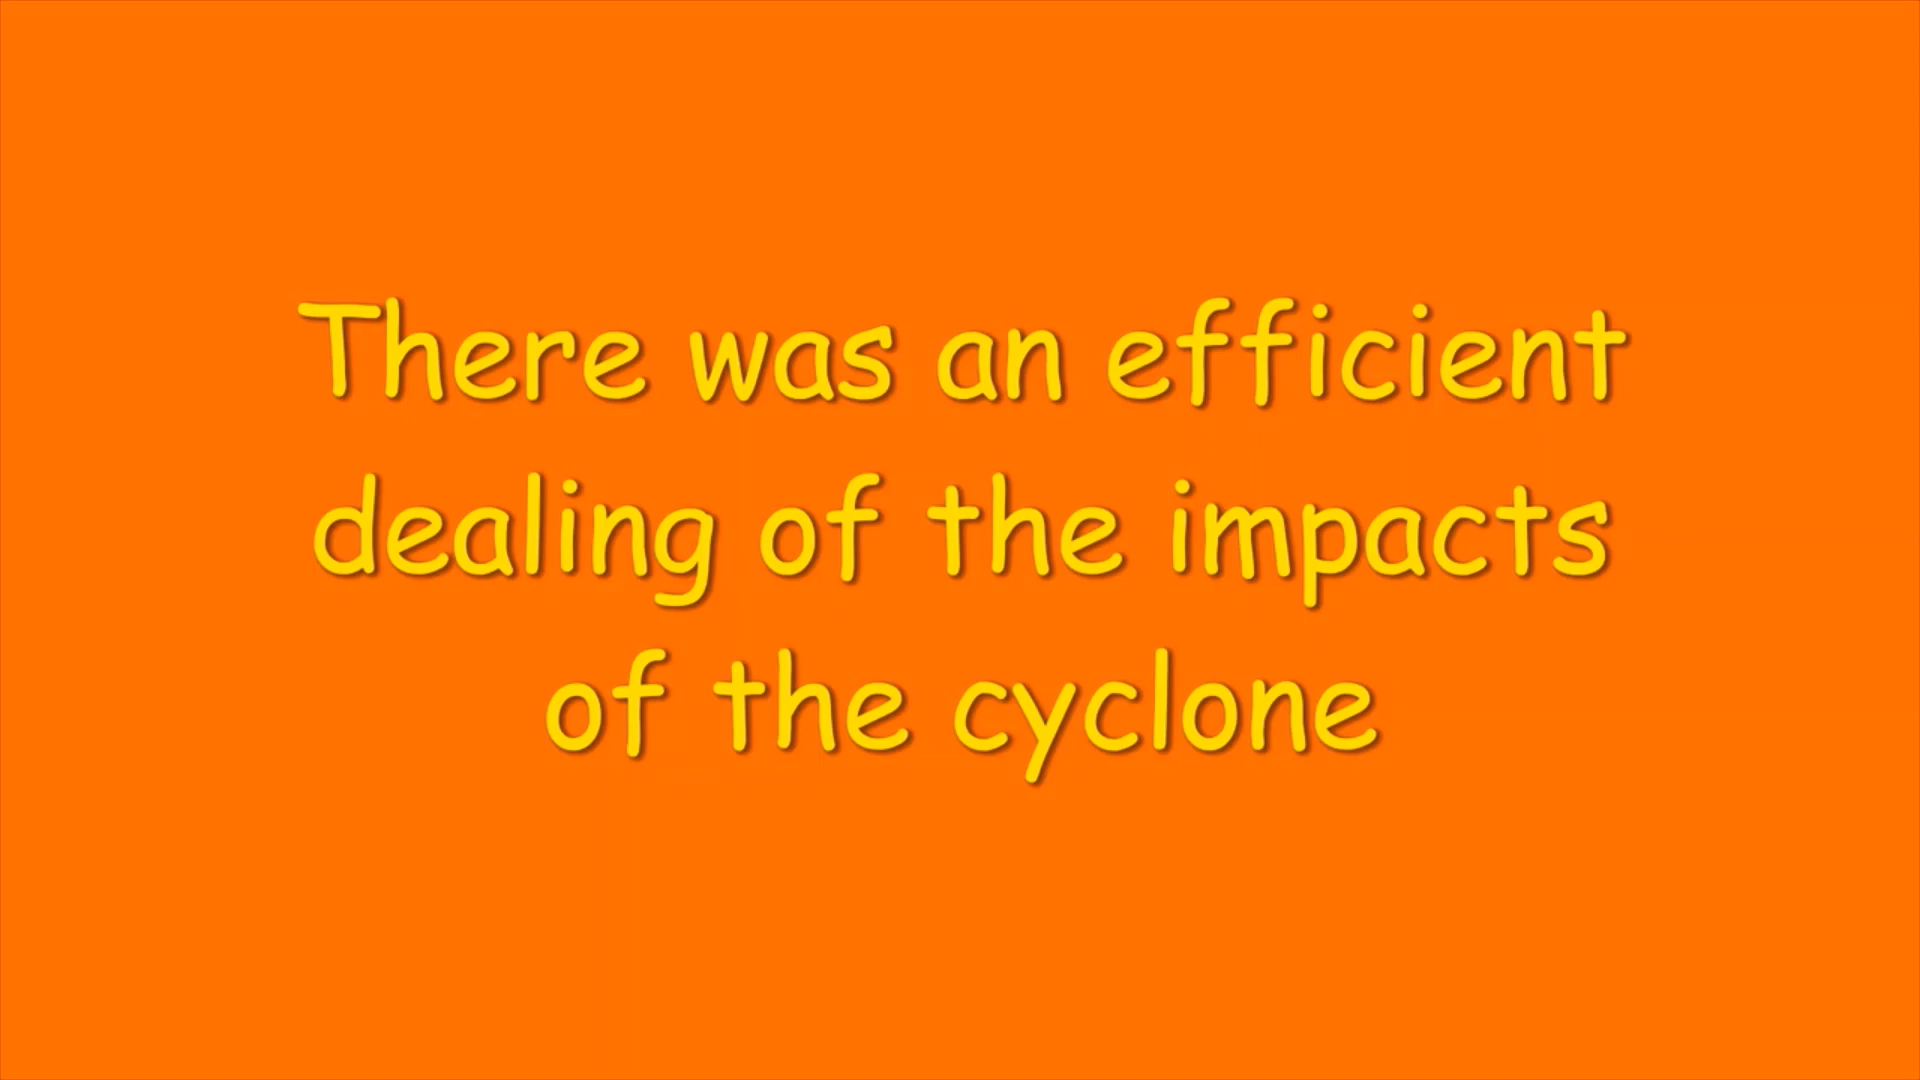 There was an efficient
dealing of the impacts
of the cyclone